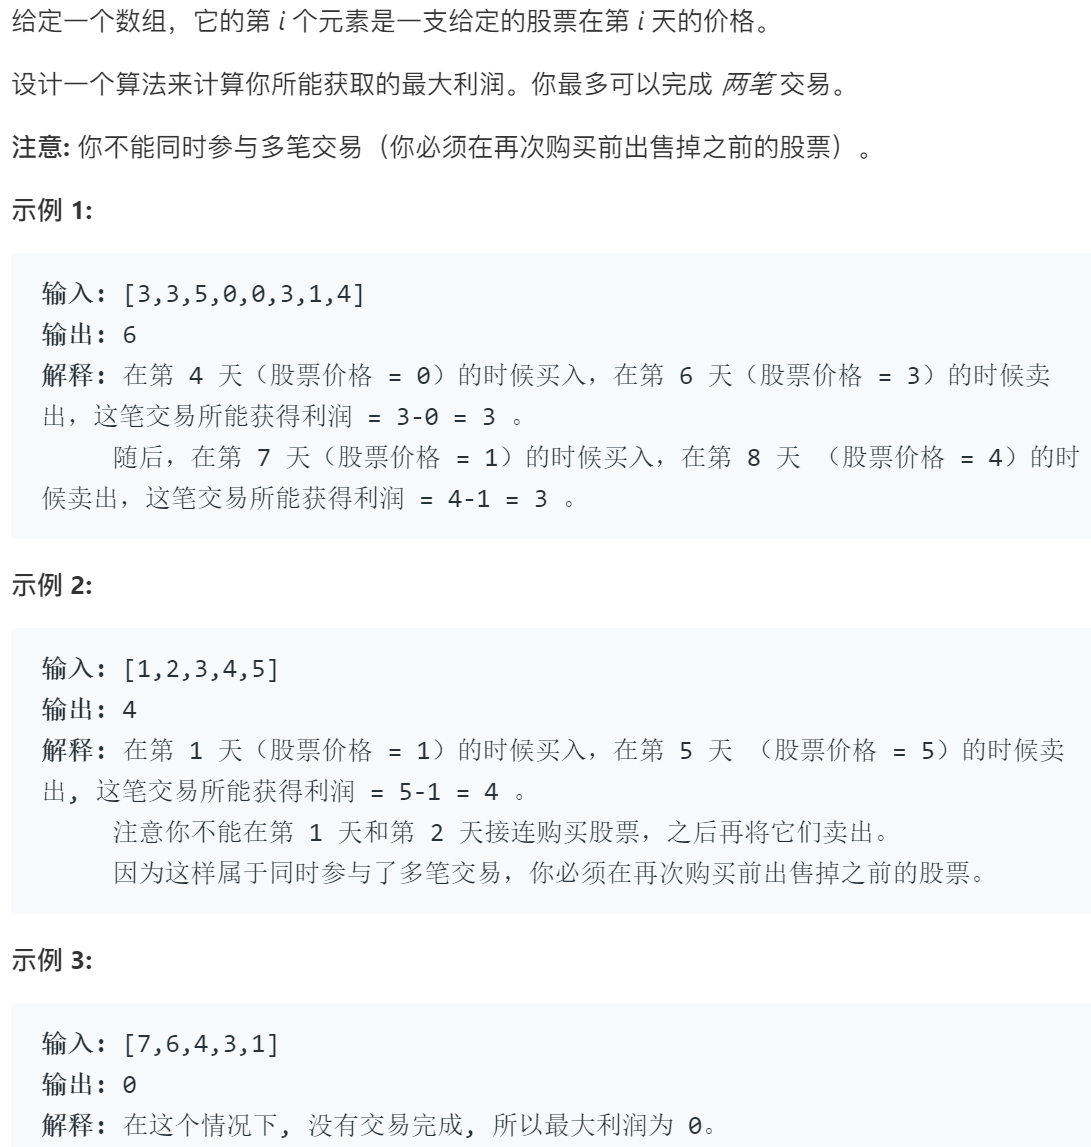 给定一个数组，它的第 i 个元素是一支给定的股票在第 i 天的价格。
设计一个算法来计算你所能获取的最大利润。你最多可以完成 两笔 交易。
注意: 你不能同时参与多笔交易（你必须在再次购买前出售掉之前的股票）。
示例 1:
输入: [3,3,5,0,0,3,1,4]
输出: 6
解释: 在第 4 天（股票价格 = 0）的时候买入，在第 6 天（股票价格 = 3）的时候卖
出，这笔交易所能获得利润 = 3-0 = 3 。
随后，在第 7 天（股票价格 = 1）的时候买入，在第 8 天 （股票价格 = 4）的时
候卖出，这笔交易所能获得利润 = 4-1 = 3 。
示例 2:
输入: [1,2,3,4,5]
输出: 4
解释: 在第 1 天（股票价格 = 1）的时候买入，在第 5 天 （股票价格 = 5）的时候卖
出, 这笔交易所能获得利润 = 5-1 = 4 。
注意你不能在第 1 天和第 2 天接连购买股票，之后再将它们卖出。
因为这样属于同时参与了多笔交易，你必须在再次购买前出售掉之前的股票。
示例 3:
输入: [7,6,4,3,1]
输出: 0
解释: 在这个情况下, 没有交易完成, 所以最大利润为 0。